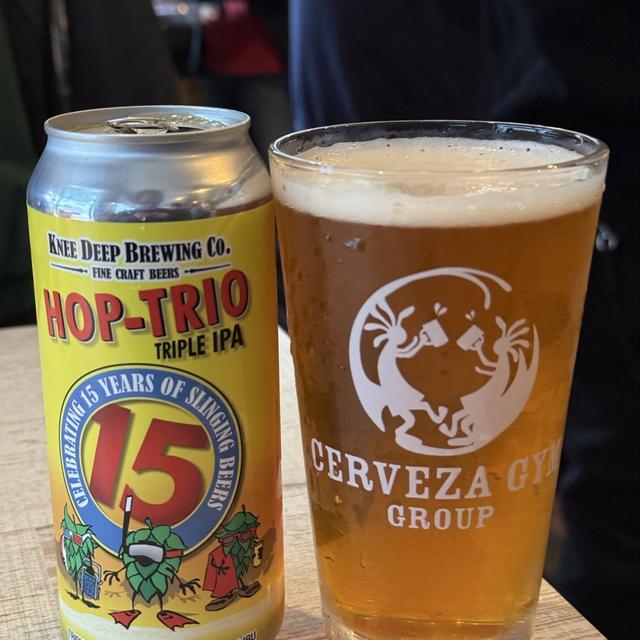 KNEE DEEP BREWING CO.
FINE CRAFT BEERS
HOP-TRIO
TRIPLE IPA
CELEBRATING 15 YEARS OF SLINGING BEERS
15
CERVEZA GYM
GROUP